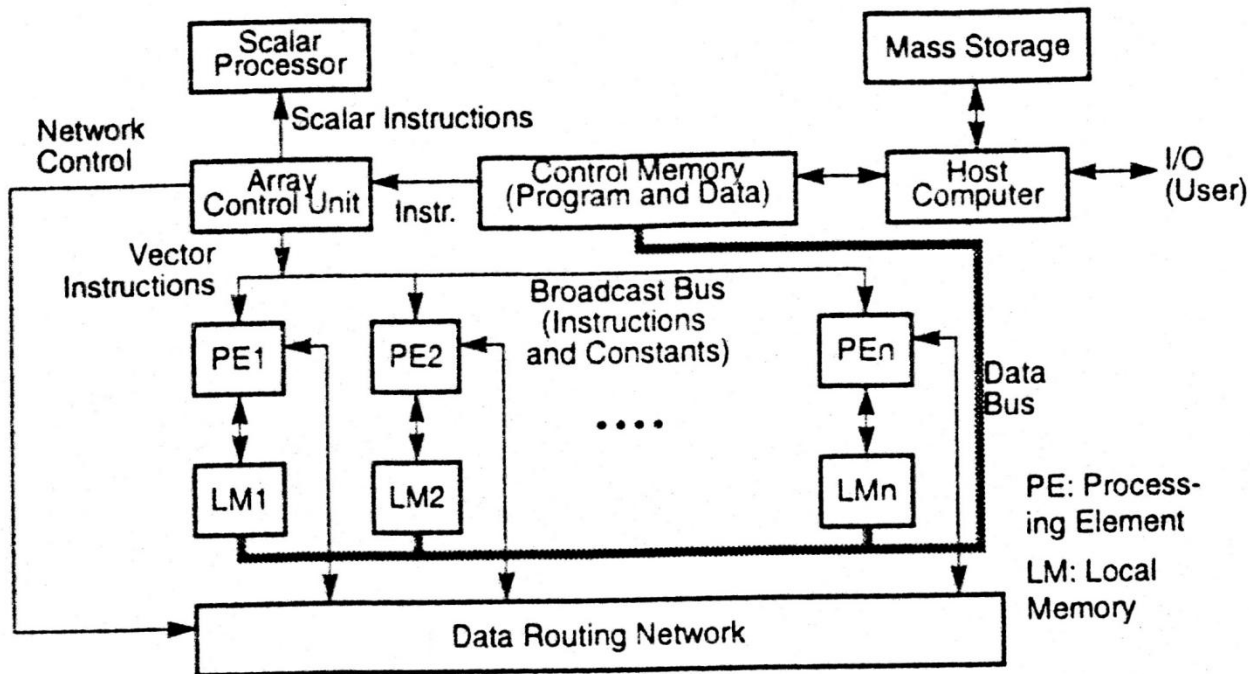 Scalar
Processor
Mass Storage
Network
Control
Scalar Instructions
Array
Control Unit
Instr.
Control Memory
(Program and Data)
Host
Computer
I/O
(User)
Vector
Instructions
Broadcast Bus
(Instructions
and Constants)
PE1
PE2
PEn
Data
Bus
LM1
LM2
LMn
PE: Process-
ing Element
LM: Local
Memory
Data Routing Network